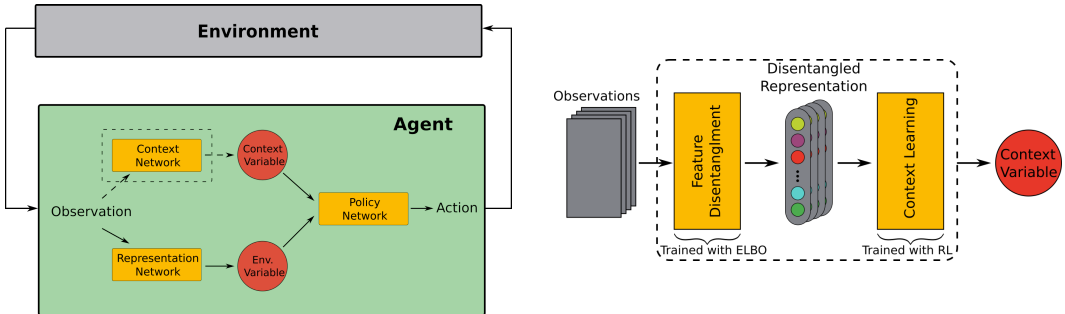 Environment
Agent
Context
Network
Context
Variable
Observation
Policy
Network
Action
Representation
Network
Env.
Variable
Disentangled
Representation
Observations
Feature
Disentanglment
Context Learning
Context
Variable
Trained with ELBO
Trained with RL